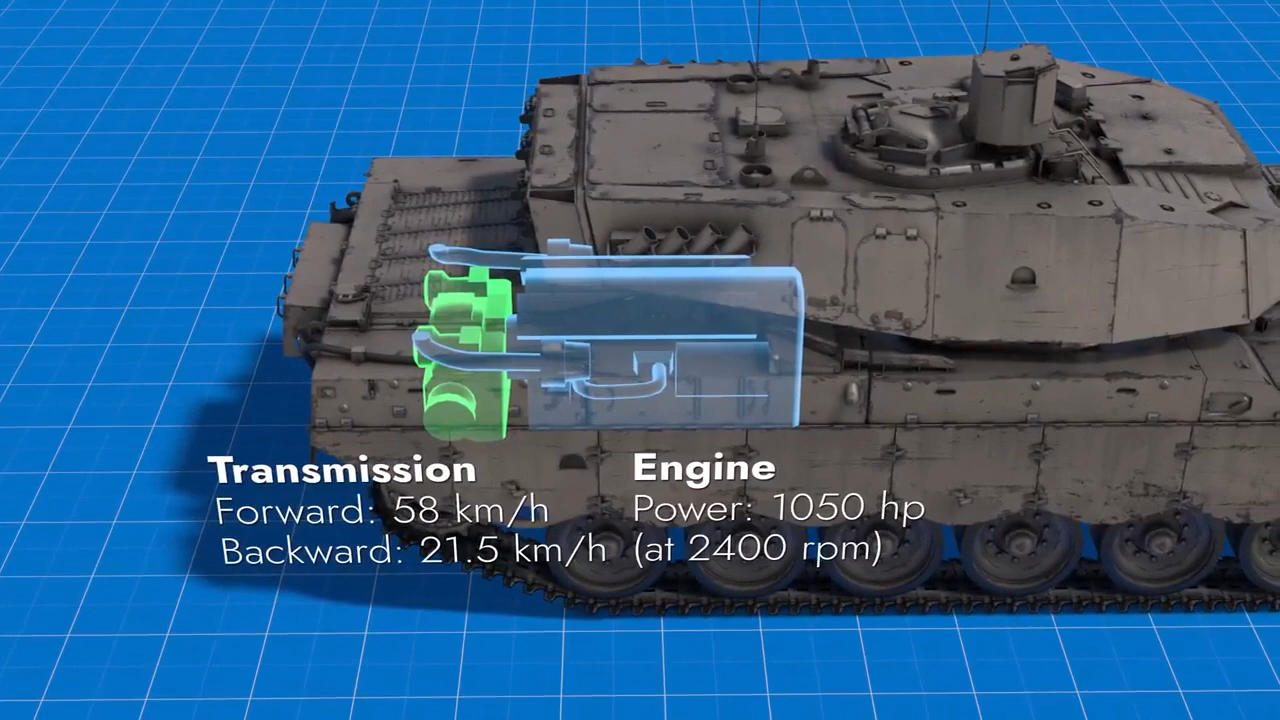 Transmission
Forward: 58 km/h
Backward: 21.5 km/h
Engine
Power: 1050 hp
(at 2400 rpm)